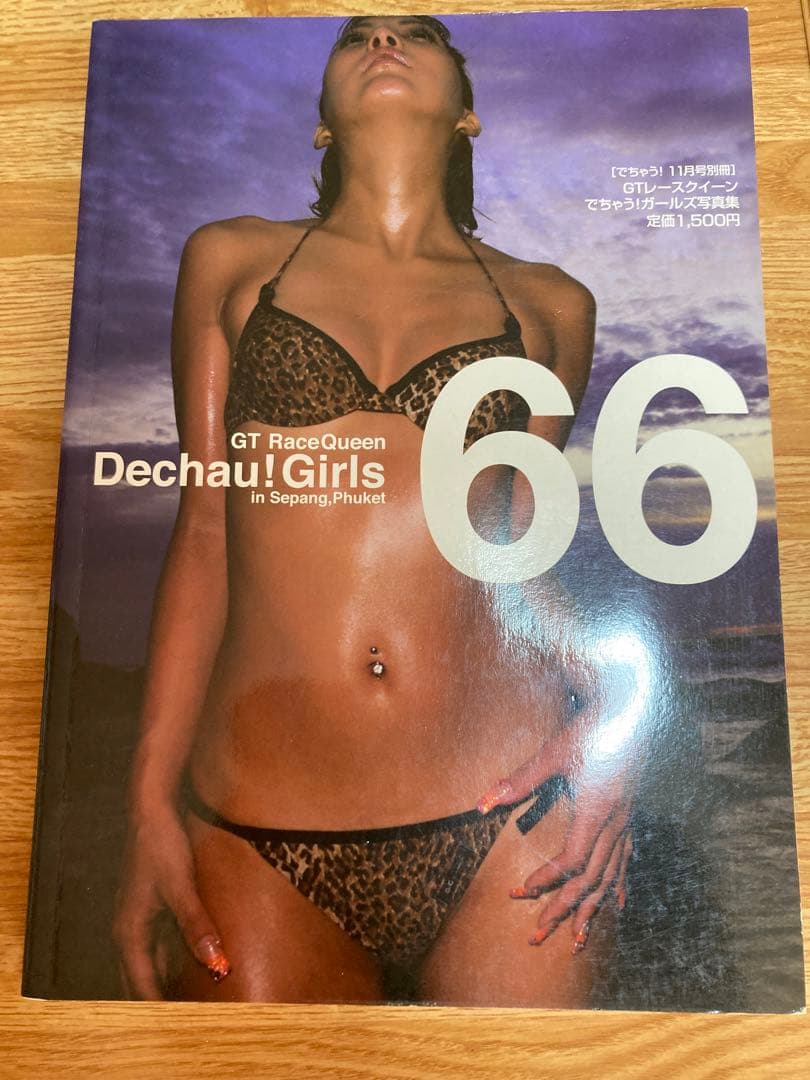 [でちゃう! 11月号別冊]
GTレースクイーン
でちゃう!ガールズ写真集
定価1,500円
66
GT RaceQueen
Dechau!Girls
in Sepang,Phuket